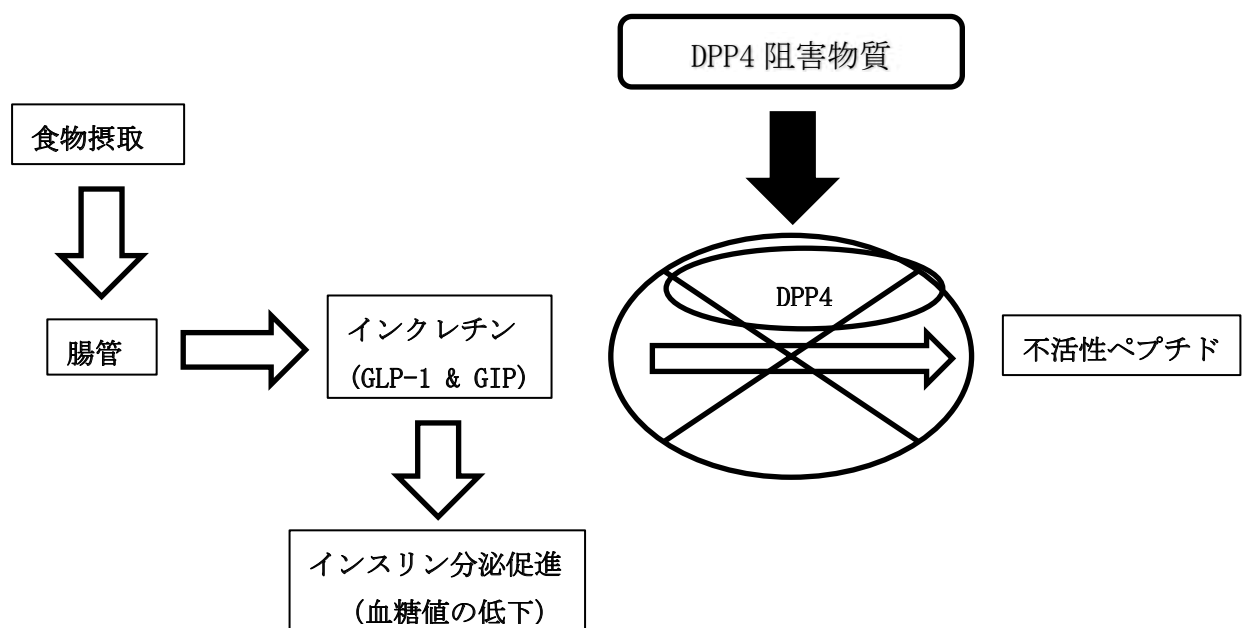 DPP4 阻害物質
食物摂取
腸管
インクレチン
(GLP-1 & GIP)
DPP4
不活性ペプチド
インスリン分泌促進
(血糖値の低下)